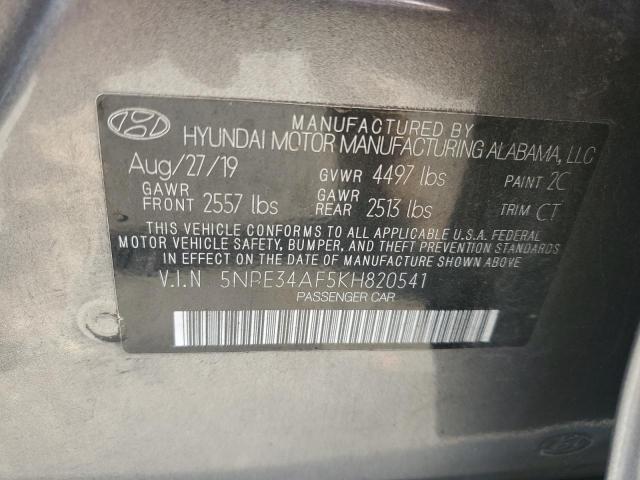 MANUFACTURED BY
HYUNDAI MOTOR MANUFACTURING ALABAMA, LLC
Aug/27/19 GVWR 4497 lbs PAINT 2C
GAWR FRONT 2557 lbs GAWR REAR 2513 lbs TRIM CT
THIS VEHICLE CONFORMS TO ALL APPLICABLE U.S.A. FEDERAL
MOTOR VEHICLE SAFETY, BUMPER, AND THEFT PREVENTION
STANDARDS IN EFFECT ON THE DATE OF MANUFACTURE SHOWN ABOVE.
V.I.N 5NPE34AF5KH820541
PASSENGER CAR